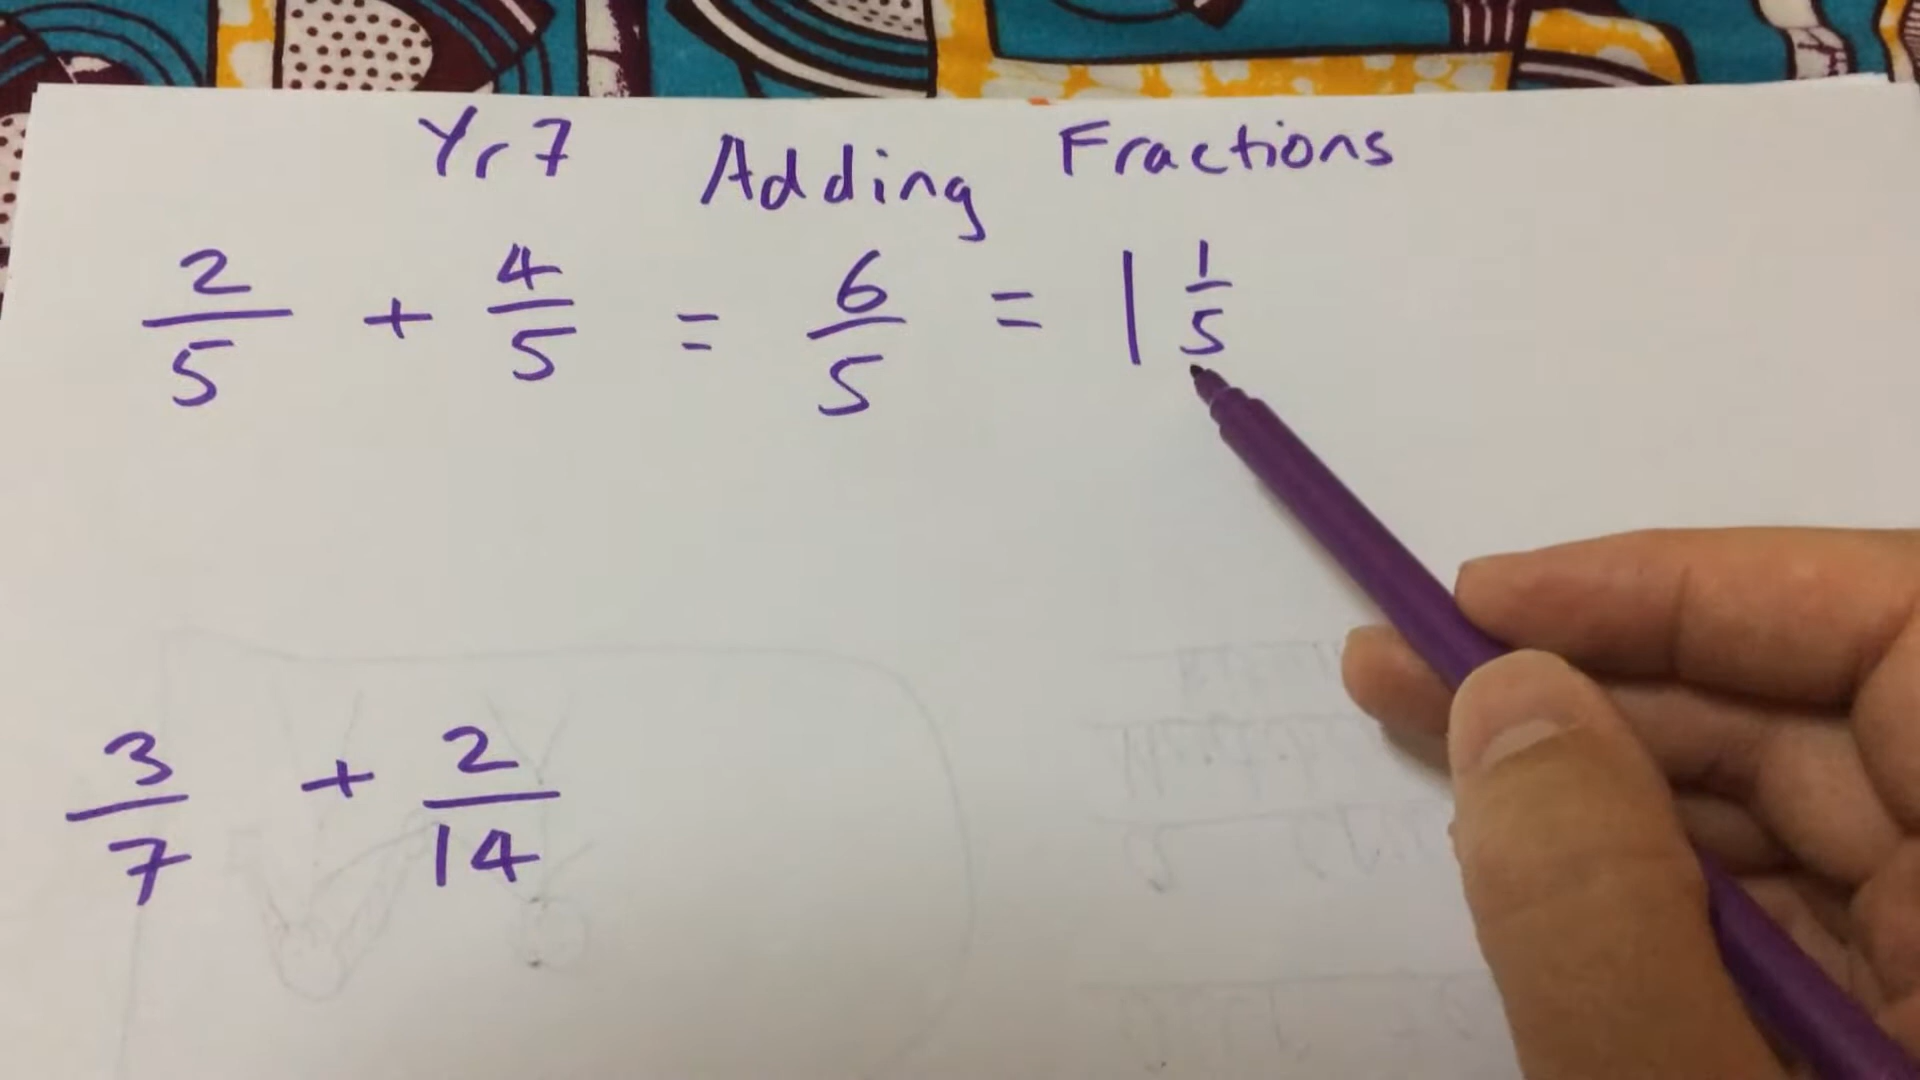 Yr 7 Adding Fractions
2/5 + 4/5 = 6/5 = 1 1/5
3/7 + 2/14